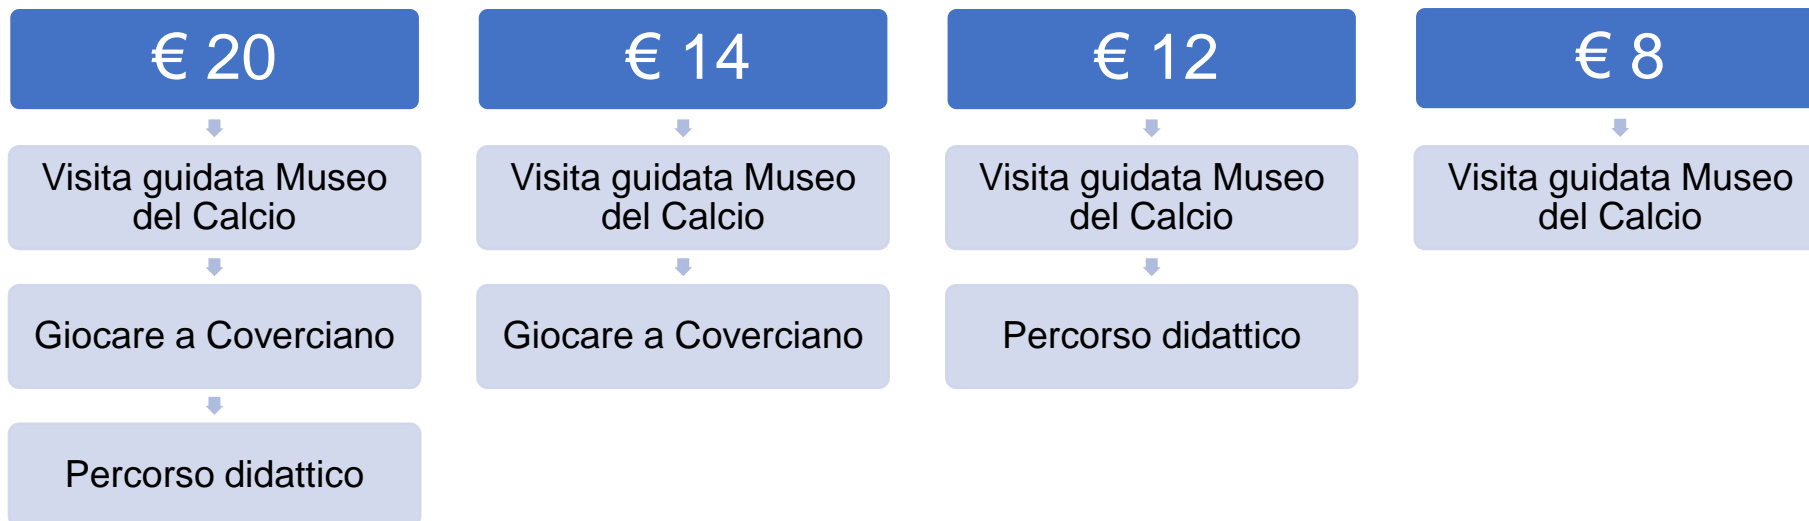 € 20
Visita guidata Museo
del Calcio
Giocare a Coverciano
Percorso didattico
€ 14
Visita guidata Museo
del Calcio
Giocare a Coverciano
€ 12
Visita guidata Museo
del Calcio
Percorso didattico
€ 8
Visita guidata Museo
del Calcio